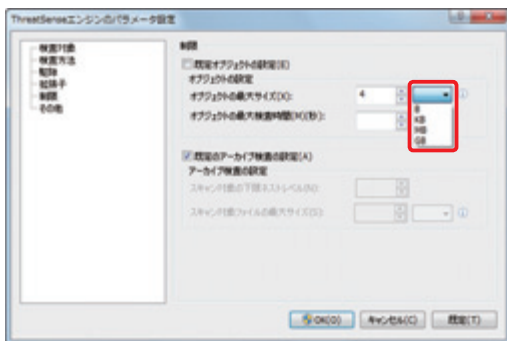 ThreatSenseエンジンのパラメータ設定
検査対象
検査方法
駆除
拡張子
制限
その他
制限
既定オブジェクトの設定(E)
オブジェクトの設定
オブジェクトの最大サイズ(X): 4
B
KB
MB
GB
オブジェクトの最大検査時間(M)(秒):
既定のアーカイブ検査の設定(A)
アーカイブ検査の設定
スキャン対象の下限ネストレベル(N):
スキャン対象ファイルの最大サイズ(S):
OK(O)
キャンセル(C)
既定(T)